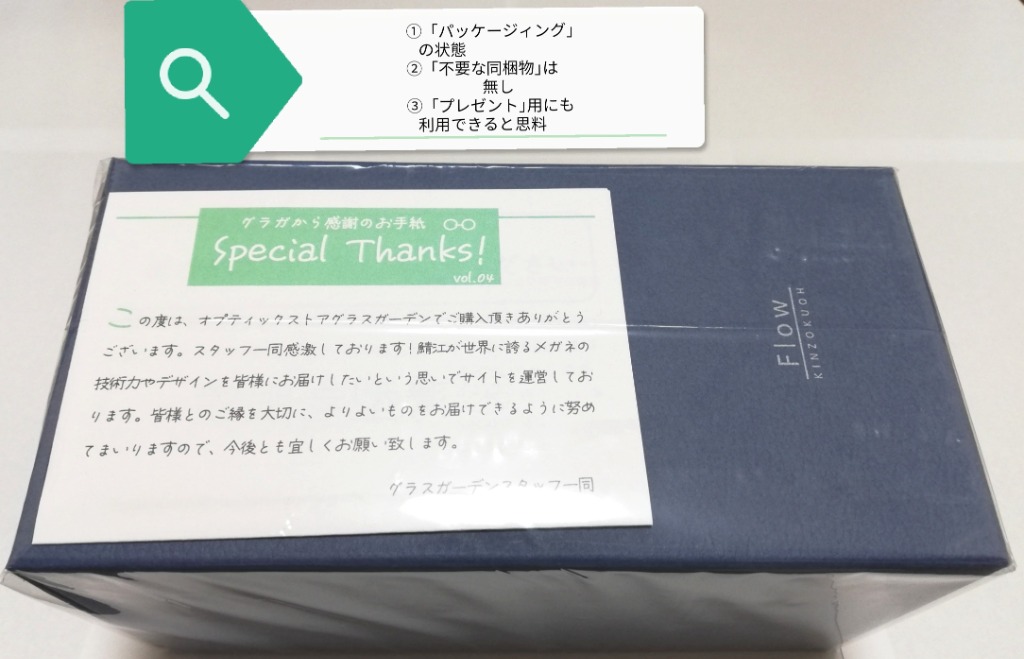 ①「パッケージィング」
の状態
②「不要な同梱物」は
無し
③「プレゼント」用にも
利用できると思料
グラガから感謝のお手紙
Special Thanks!
vol.04
この度は、オプティックストアグラスガーデンでご購入頂きありがとう
ございます。スタッフ一同感激しております！鯖江が世界に誇るメガネの
技術力やデザインを皆様にお届けしたいという思いでサイトを運営してお
ります。皆様とのご縁を大切に、よりよいものをお届けできるように努め
てまいりますので、今後とも宜しくお願い致します。
グラスガーデンスタッフ一同
Flow
KINZOKUOH